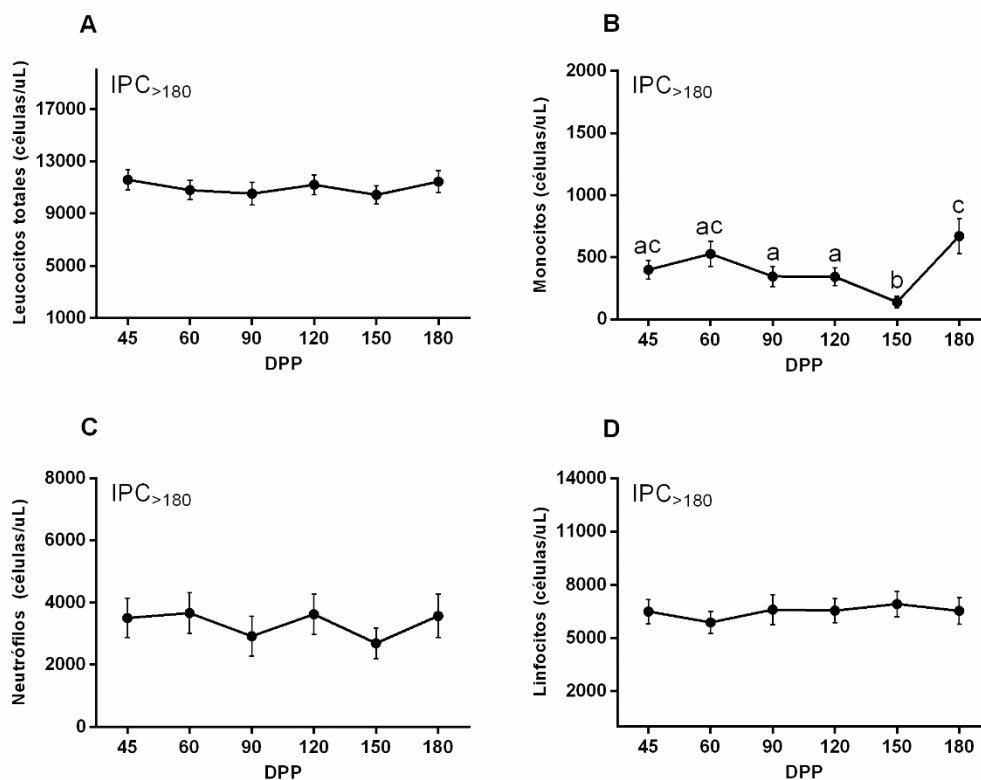 A
IPC>180
Leucocitos totales (células/uL)
17000
13000
9000
5000
1000
45 60 90 120 150 180
DPP
B
IPC>180
Monocitos (células/uL)
2000
1500
1000
500
0
ac ac a a b c
45 60 90 120 150 180
DPP
C
IPC>180
Neutrófilos (células/uL)
8000
6000
4000
2000
0
45 60 90 120 150 180
DPP
D
IPC>180
Linfocitos (células/uL)
14000
11000
8000
5000
2000
45 60 90 120 150 180
DPP